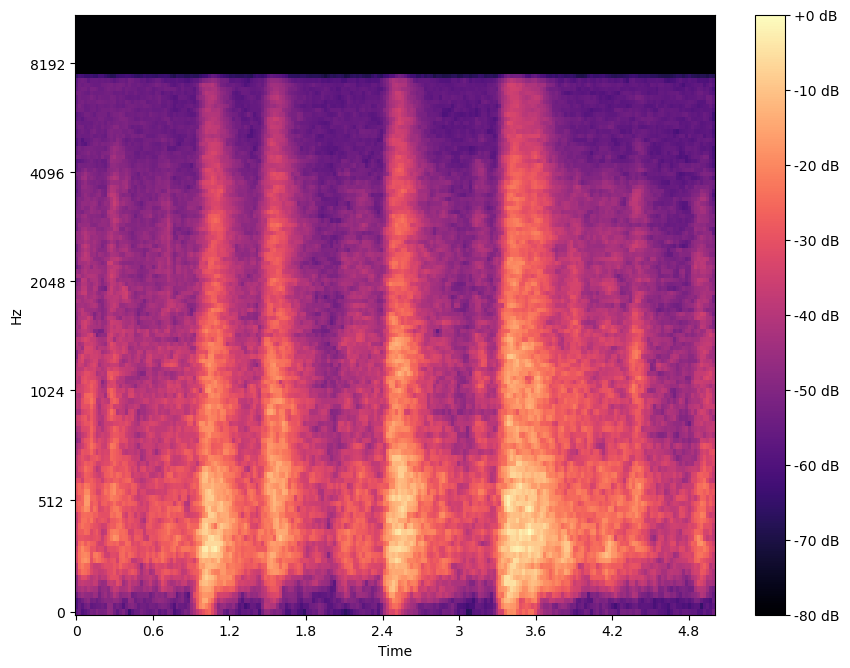 +0 dB
8192
-10 dB
4096
-20 dB
-30 dB
2048
-40 dB
Hz
1024
-50 dB
-60 dB
512
-70 dB
0
-80 dB
0 0.6 1.2 1.8 2.4 3 3.6 4.2 4.8
Time